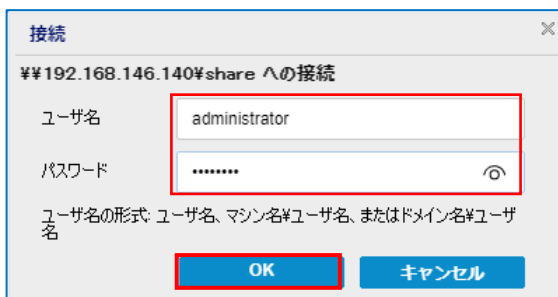 接続
¥¥192.168.146.140¥share への接続
ユーザ名
administrator
パスワード
••••••••
ユーザ名の形式: ユーザ名、マシン名¥ユーザ名、またはドメイン名¥ユーザ
名
OK キャンセル